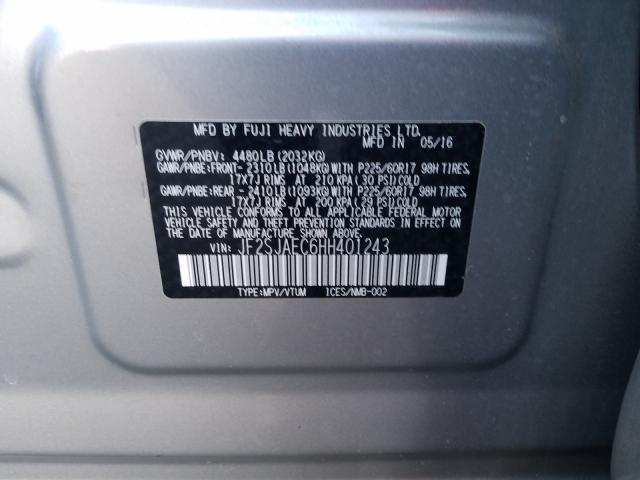 MFD BY FUJI HEAVY INDUSTRIES LTD.
MFD IN 05/16
GVWR/PNBV: 4480LB (2032KG)
GAWR/PNBE:FRONT- 2310LB(1048KG)WITH P225/60R17 98H TIRES,
17X7J RIMS AT 210 KPA(30 PSI)COLD
GAWR/PNBE:REAR - 2410LB(1093KG)WITH P225/60R17 98H TIRES,
17X7J RIMS AT 200 KPA(29 PSI)COLD
THIS VEHICLE CONFORMS TO ALL APPLICABLE FEDERAL MOTOR
VEHICLE SAFETY AND THEFT PREVENTION STANDARDS IN EFFECT ON THE
DATE OF MANUFACTURE SHOWN ABOVE.
VIN: JF2SJAEC6HH401243
TYPE:MPV/VTUM ICES/NMB-002